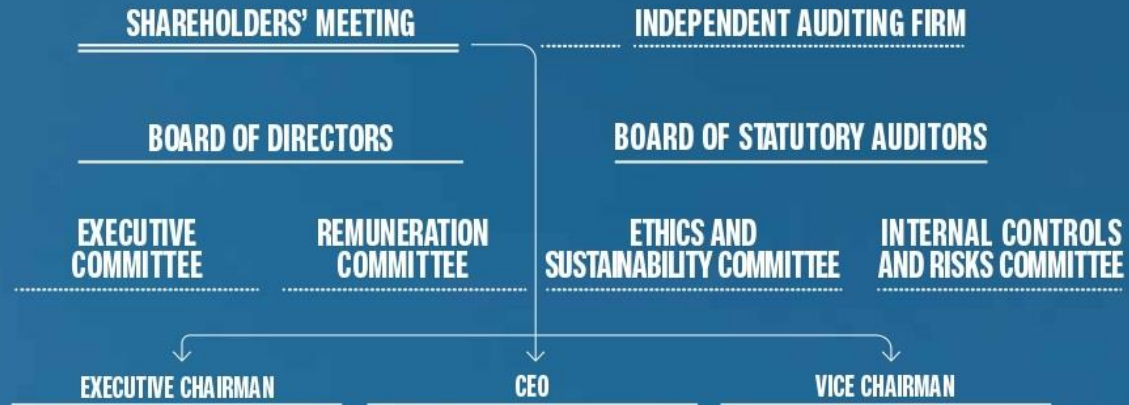 SHAREHOLDERS' MEETING
INDEPENDENT AUDITING FIRM
BOARD OF DIRECTORS
BOARD OF STATUTORY AUDITORS
EXECUTIVE
COMMITTEE
REMUNERATION
COMMITTEE
ETHICS AND
SUSTAINABILITY COMMITTEE
INTERNAL CONTROLS
AND RISKS COMMITTEE
EXECUTIVE CHAIRMAN
CEO
VICE CHAIRMAN